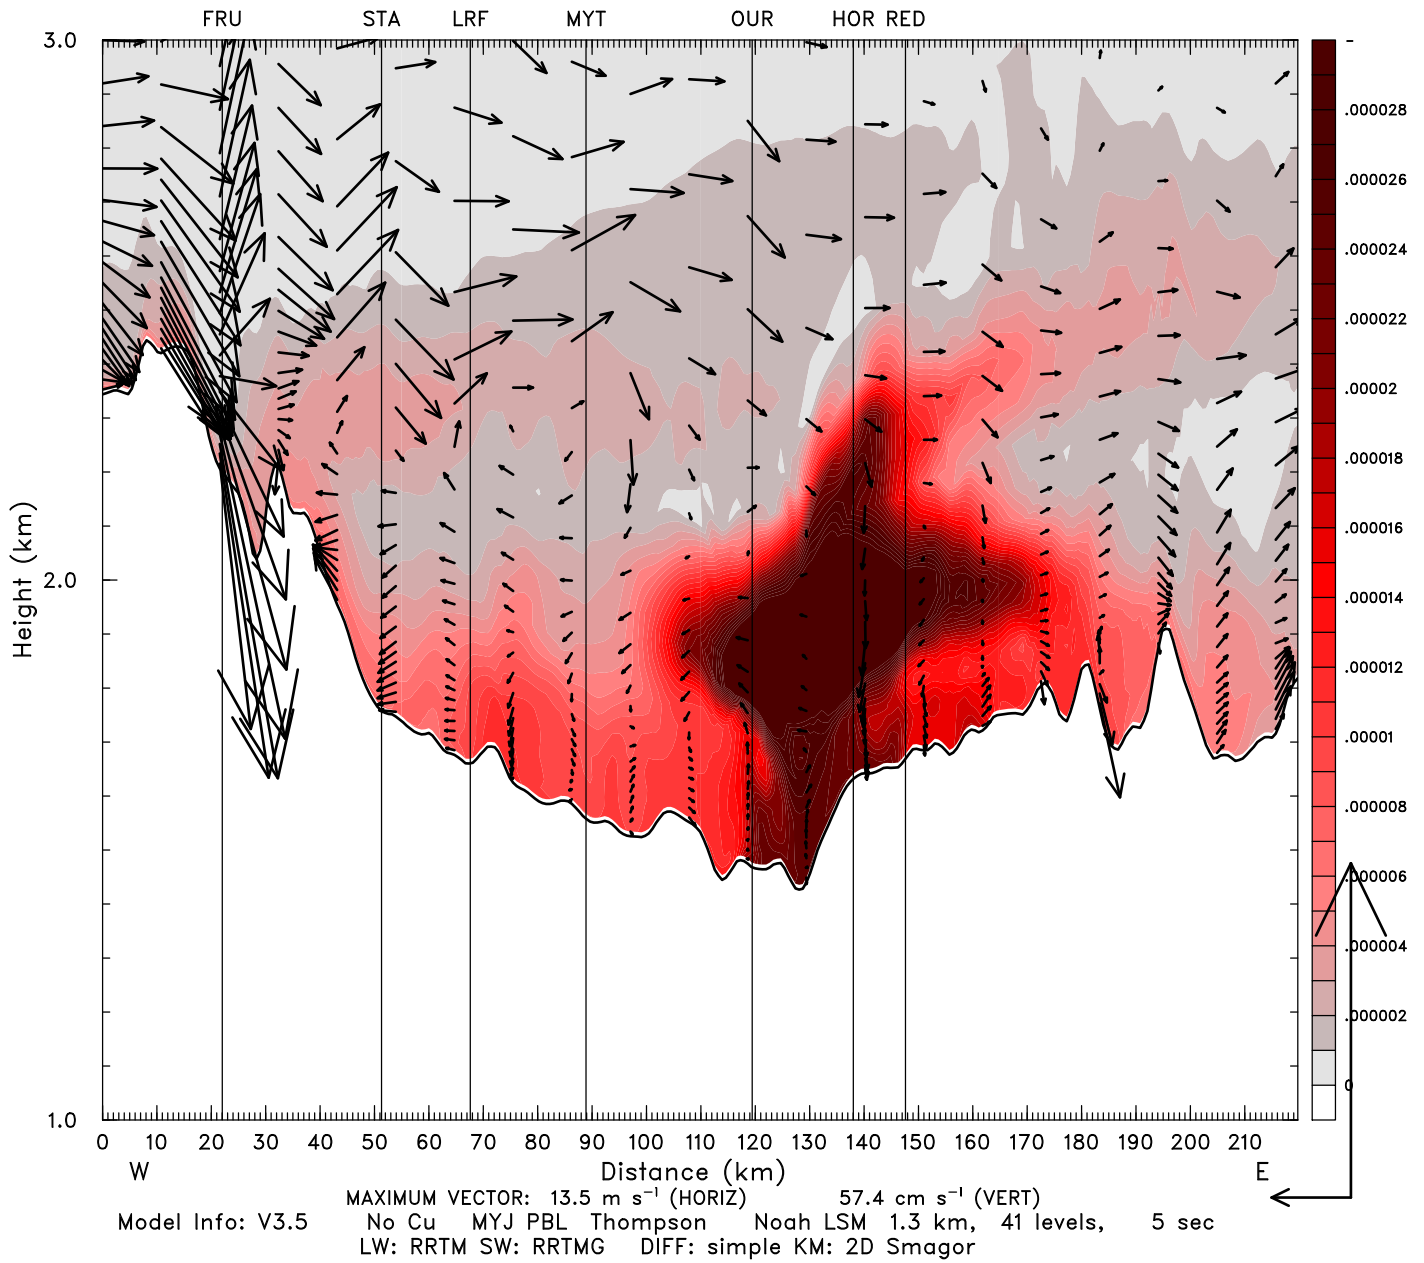 FRU STA LRF MYT OUR HOR RED
3.0
2.0
1.0
Height (km)
-
.000028
.000026
.000024
.000022
.00002
.000018
.000016
.000014
.000012
.00001
.000008
.000006
.000004
.000002
0
0 10 20 30 40 50 60 70 80 90 100 110 120 130 140 150 160 170 180 190 200 210
W Distance (km) E
MAXIMUM VECTOR: 13.5 m s⁻¹ (HORIZ) 57.4 cm s⁻¹ (VERT)
Model Info: V3.5 No Cu MYJ PBL Thompson Noah LSM 1.3 km, 41 levels, 5 sec
LW: RRTM SW: RRTMG DIFF: simple KM: 2D Smagor